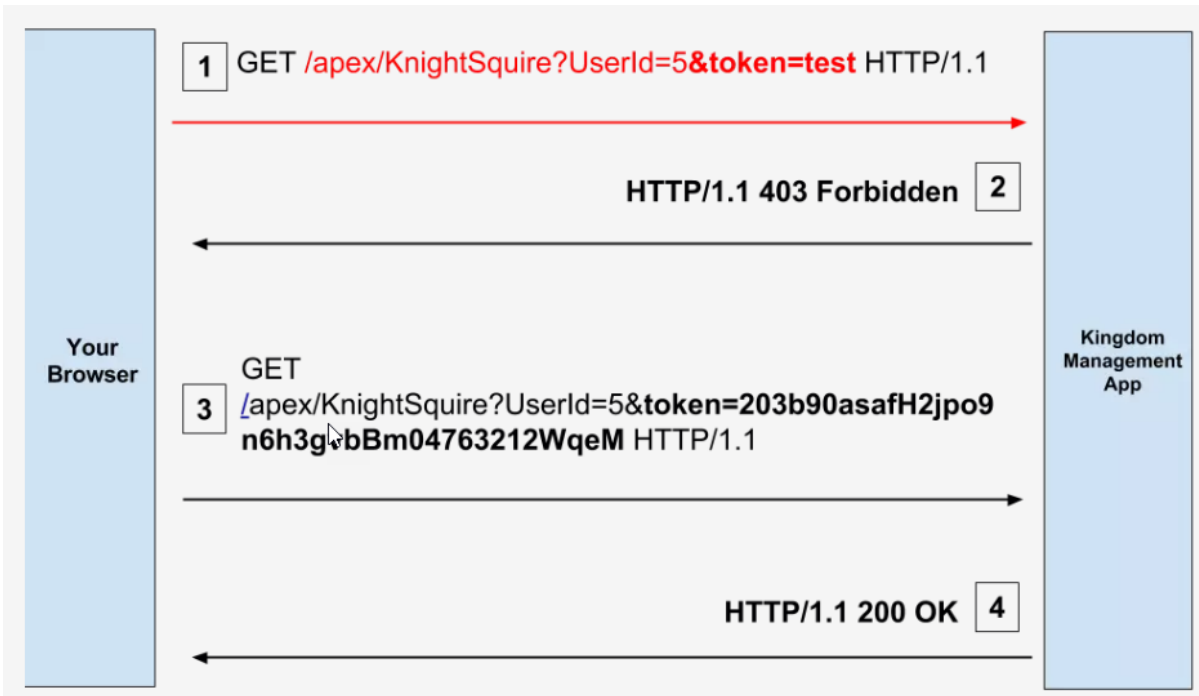 1
GET /apex/KnightSquire?UserId=5&token=test HTTP/1.1
HTTP/1.1 403 Forbidden
2
Your
Browser
Kingdom
Management
App
3
GET
/apex/KnightSquire?UserId=5&token=203b90asafH2jpo9
HTTP/1.1
HTTP/1.1 200 OK
4